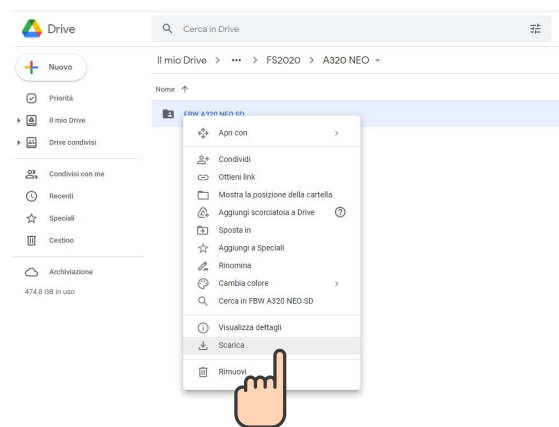 Drive
Cerca in Drive
Nuovo
Il mio Drive > ... > FS2020 > A320 NEO
Nome
Priorità
Il mio Drive
Drive condivisi
Condivisi con me
Recenti
Speciali
Cestino
Archiviazione
474,8 GB in uso
FBW A320 NEO SD
Apri con
Condividi
Ottieni link
Mostra la posizione della cartella
Aggiungi scorciatoia a Drive
Sposta in
Aggiungi a Speciali
Rinomina
Cambia colore
Cerca in FBW A320 NEO SD
Visualizza dettagli
Scarica
Rimuovi